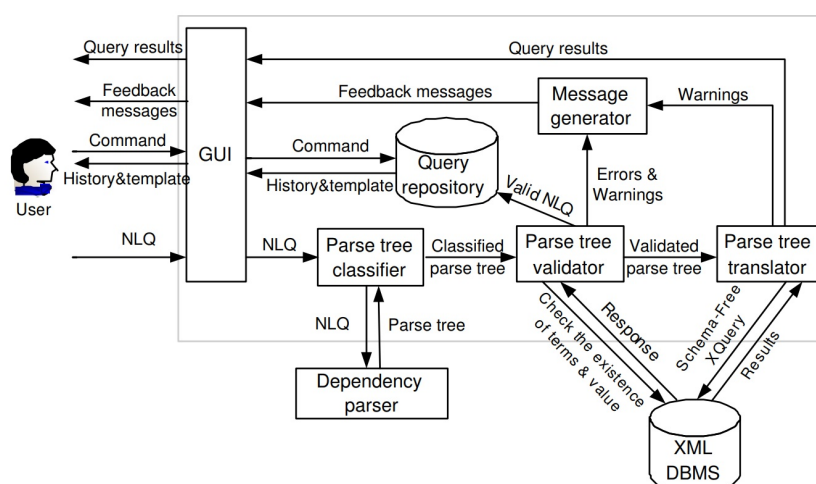 Query results
Query results
Feedback
messages
Feedback messages
Message
generator
Warnings
Command
GUI
Command
Query
repository
History&template
History&template
User
Errors &
Warnings
Valid NLQ
NLQ
NLQ
Parse tree
classifier
Classified
parse tree
Parse tree
validator
Validated
parse tree
Parse tree
translator
NLQ
Parse tree
Check the existence
of terms & value
Response
Schema-Free
XQuery
Results
Dependency
parser
XML
DBMS